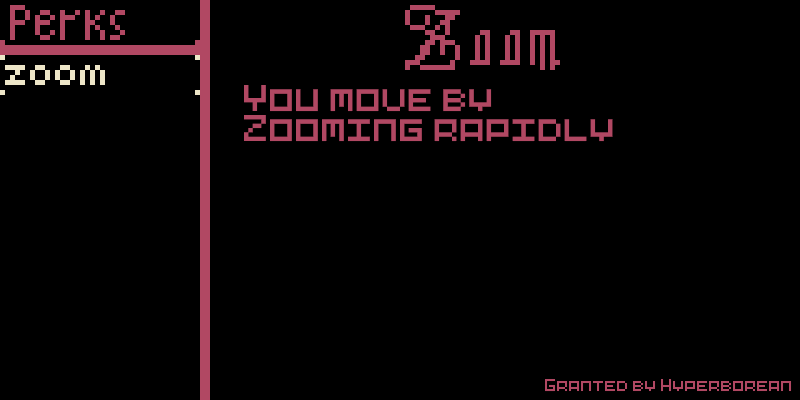 Perks
zoom
Zoom
You move by
Zooming rapidly
Granted by Hyperborean